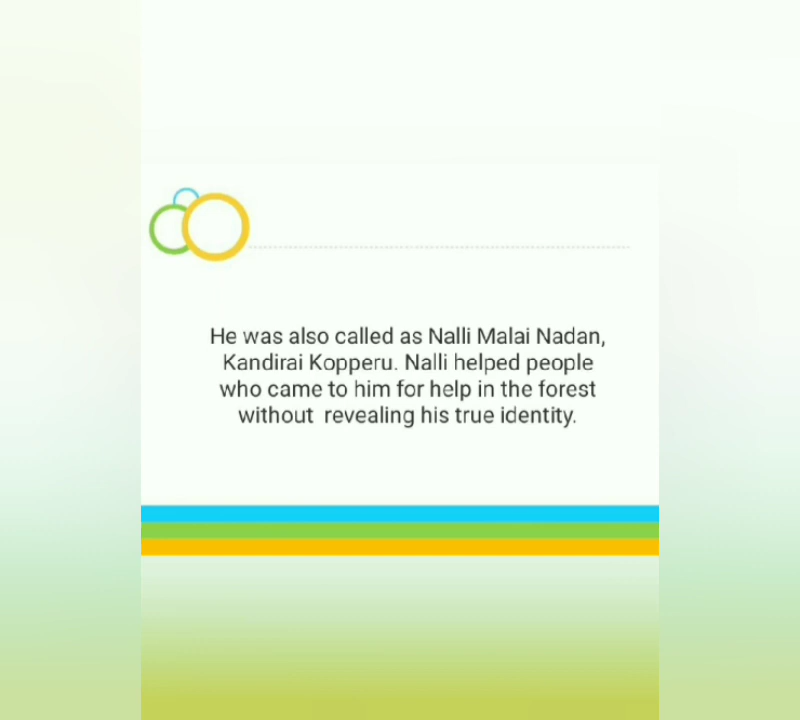 He was also called as Nalli Malai Nadan,
Kandirai Kopperu. Nalli helped people
who came to him for help in the forest
without revealing his true identity.